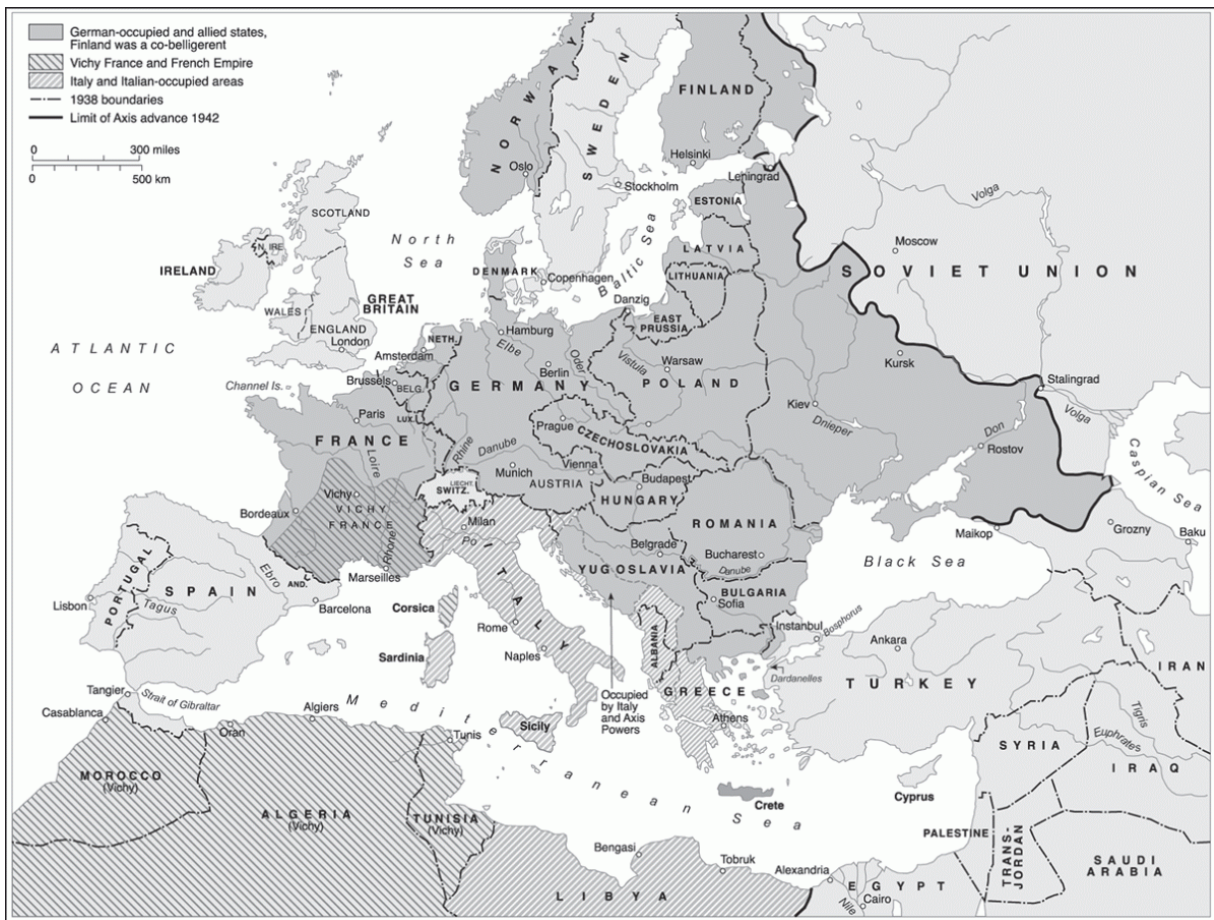 German-occupied and allied states,
Finland was a co-belligerent
Vichy France and French Empire
Italy and Italian-occupied areas
1938 boundaries
Limit of Axis advance 1942
0 300 miles
0 500 km
NORWAY
Oslo
SWEDEN
Stockholm
FINLAND
Helsinki
Leningrad
ESTONIA
LATVIA
LITHUANIA
Baltic Sea
Volga
Moscow
SOVIET UNION
SCOTLAND
N. IRE.
IRELAND
North
Sea
DENMARK
Copenhagen
Danzig
EAST
PRUSSIA
WALES
GREAT
BRITAIN
ENGLAND
London
ATLANTIC
OCEAN
NETH.
Amsterdam
Hamburg
Elbe
Oder
Berlin
Vistula
Warsaw
POLAND
Kursk
Stalingrad
Volga
Channel Is.
Brussels
BELG.
LUX.
GERMANY
Paris
FRANCE
Loire
Rhine
Danube
Prague
CZECHOSLOVAKIA
Kiev
Dnieper
Don
Rostov
Caspian Sea
Munich
Vienna
AUSTRIA
Budapest
HUNGARY
LIECHT.
SWITZ.
Vichy
VICHY
FRANCE
Bordeaux
Rhone
Marseilles
Milan
Po
ROMANIA
Belgrade
Bucharest
Danube
YUGOSLAVIA
BULGARIA
Sofia
Black Sea
Maikop
Grozny
Baku
PORTUGAL
SPAIN
Ebro
AND.
Lisbon
Tagus
Barcelona
Corsica
Sardinia
ITALY
Rome
Naples
ALBANIA
Instanbul
Bosphorus
Ankara
Dardanelles
TURKEY
IRAN
Occupied
by Italy
and Axis
Powers
GREECE
Athens
Tangier
Strait of Gibraltar
Casablanca
Oran
Algiers
Mediterranean Sea
Tunis
Sicily
Crete
Cyprus
SYRIA
Tigris
Euphrates
IRAQ
MOROCCO
(Vichy)
ALGERIA
(Vichy)
TUNISIA
(Vichy)
PALESTINE
TRANS-
JORDAN
SAUDI
ARABIA
Bengasi
Tobruk
Alexandria
LIBYA
EGYPT
Nile
Cairo